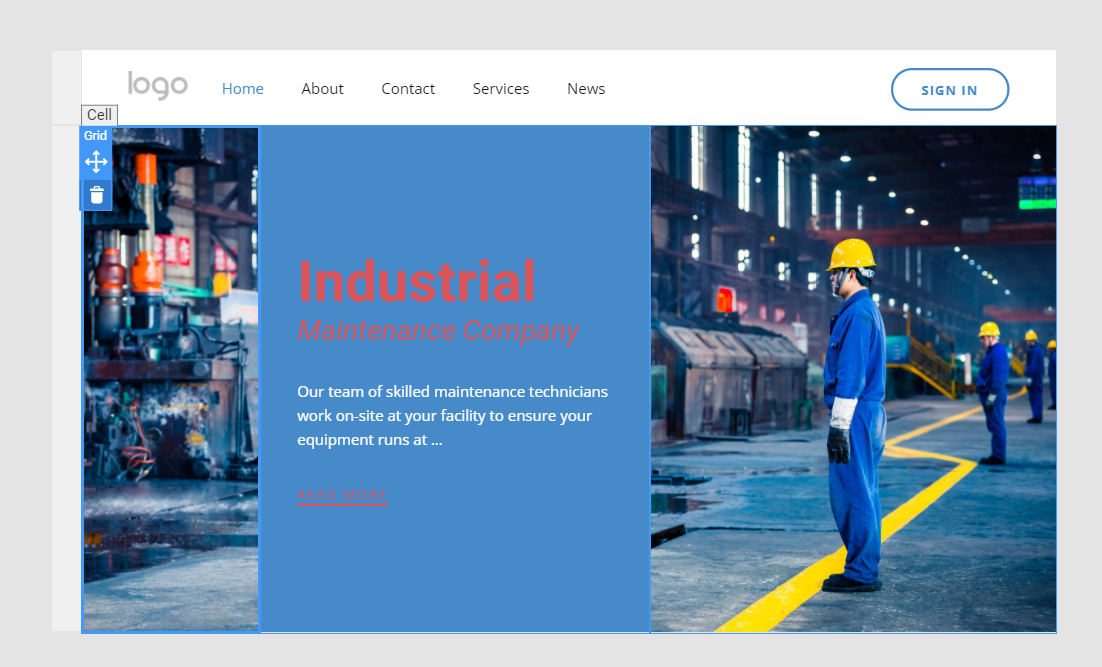 logo
Home
About
Contact
Services
News
SIGN IN
Cell
Grid
Industrial
Maintenance Company
Our team of skilled maintenance technicians
work on-site at your facility to ensure your
equipment runs at ...
READ MORE